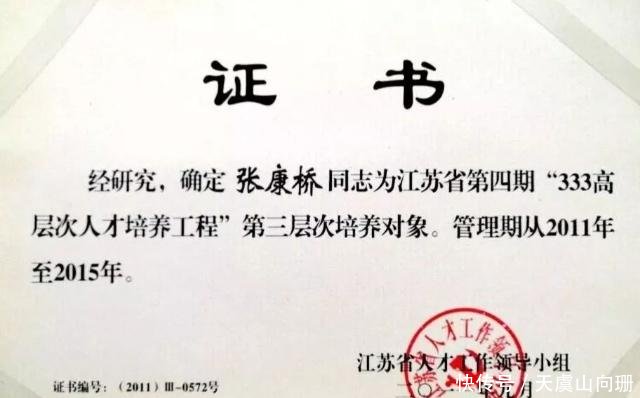 证书
经研究，确定 张康桥 同志为江苏省第四期“333高
层次人才培养工程”第三层次培养对象。管理期从2011年
至2015年。
江苏省人才工作领导小组
证书编号：（2011）Ⅲ-0572号
快传号/天虞山向珊